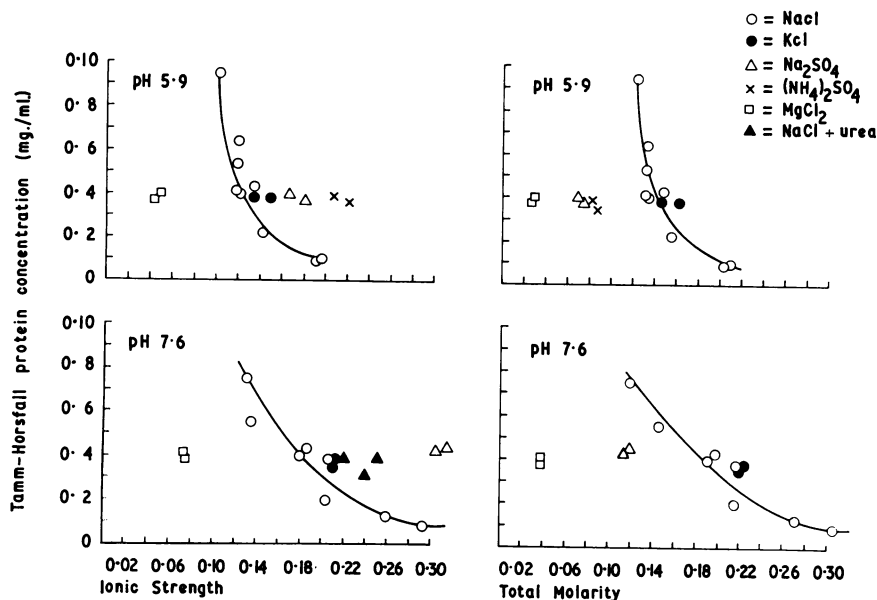 ○ = Nacl
● = Kcl
△ = Na2SO4
× = (NH4)2SO4
□ = MgCl2
▲ = NaCl + urea
Tamm-Horsfall protein concentration (mg./ml.)
0·10
0·8
0·6
0·4
0·2
0
pH 5·9
pH 5·9
0·10
0·8
0·6
0·4
0·2
0
pH 7·6
pH 7·6
0·02 0·06 0·10 0·14 0·18 0·22 0·26 0·30
Ionic Strength
0·02 0·06 0·10 0·14 0·18 0·22 0·26 0·30
Total Molarity